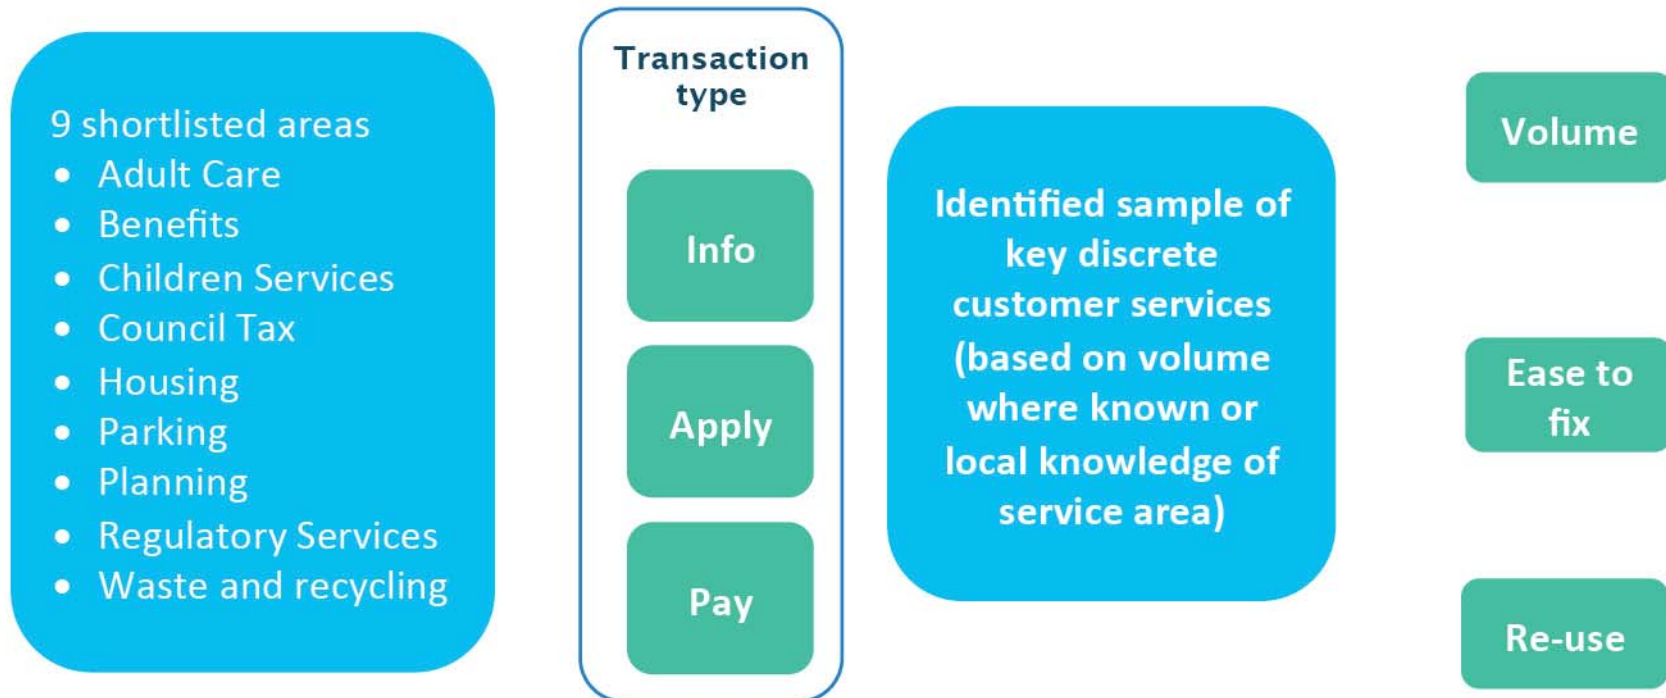 9 shortlisted areas
• Adult Care
• Benefits
• Children Services
• Council Tax
• Housing
• Parking
• Planning
• Regulatory Services
• Waste and recycling
Transaction
type
Info
Apply
Pay
Identified sample of
key discrete
customer services
(based on volume
where known or
local knowledge of
service area)
Volume
Ease to
fix
Re-use